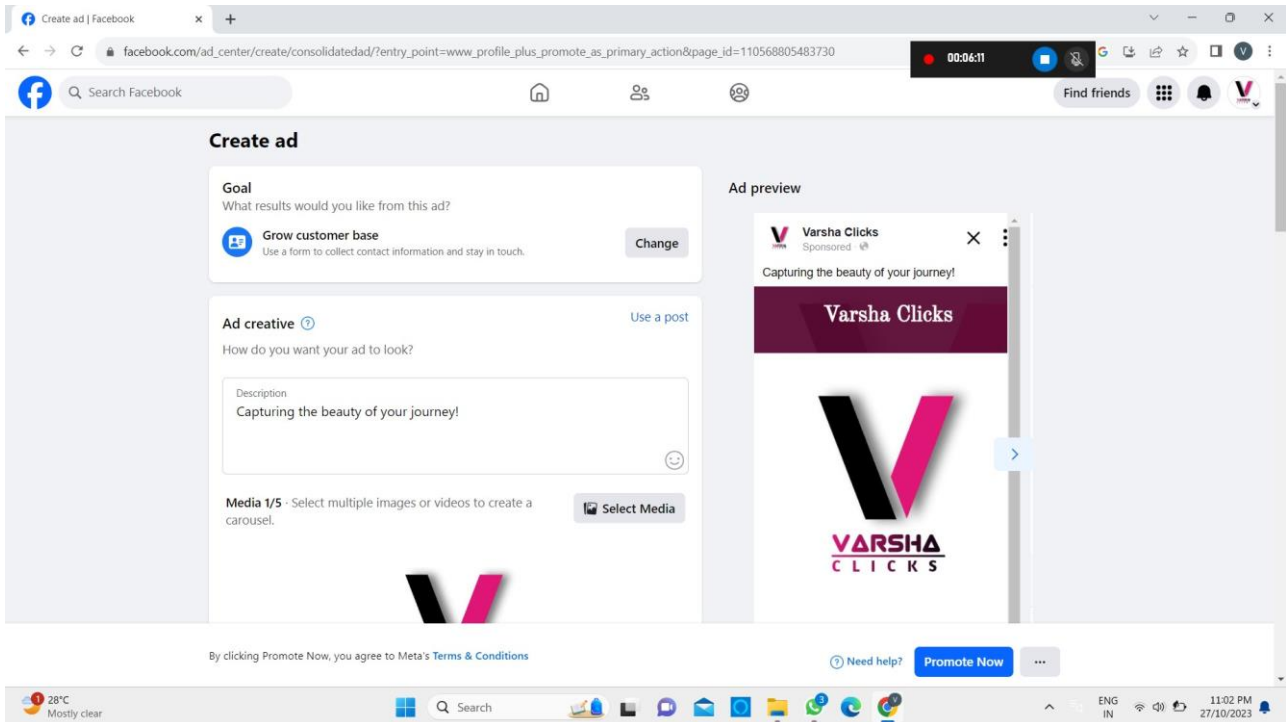 Create ad | Facebook
facebook.com/ad_center/create/consolidatedad/?entry_point=www_profile_plus_promote_as_primary_action&page_id=110568805483730
00:06:11
G
V
Search Facebook
Find friends
Create ad
Goal
What results would you like from this ad?
Grow customer base
Use a form to collect contact information and stay in touch.
Change
Ad creative
Use a post
How do you want your ad to look?
Description
Capturing the beauty of your journey!
Media 1/5 · Select multiple images or videos to create a
carousel.
Select Media
Ad preview
Varsha Clicks
Sponsored ·
Capturing the beauty of your journey!
Varsha Clicks
VARSHA
CLICKS
By clicking Promote Now, you agree to Meta's Terms & Conditions
Need help?
Promote Now
1
28°C
Mostly clear
Search
3
ENG
IN
11:02 PM
27/10/2023